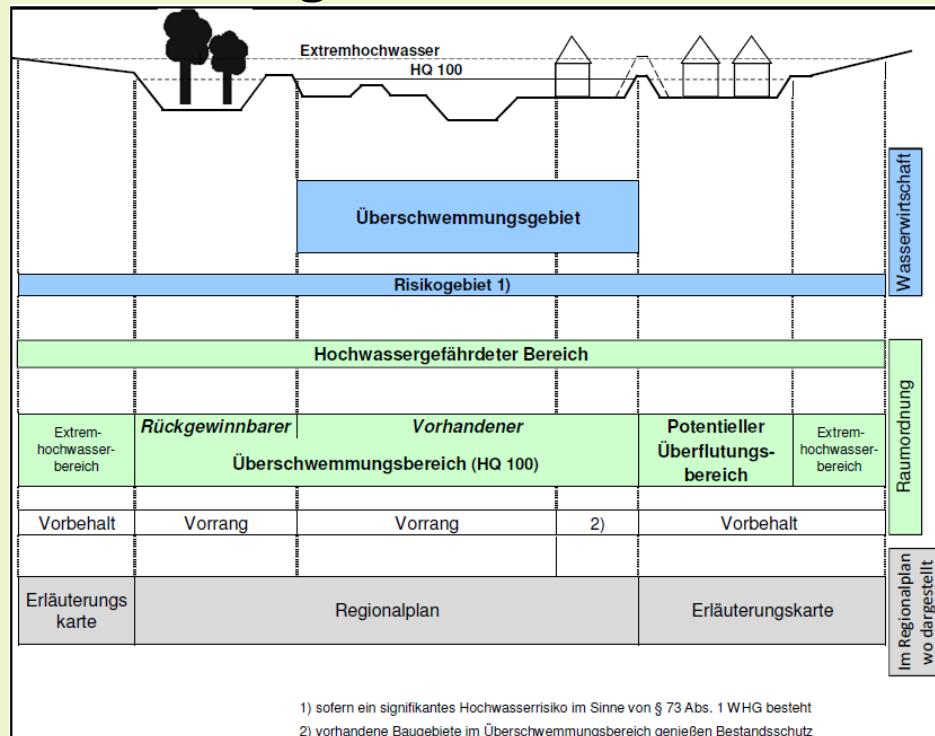 Extremhochwasser
HQ 100
Überschwemmungsgebiet
Risikogebiet 1)
Wasserwirtschaft
Hochwassergefährdeter Bereich
Extrem-
hochwasser-
bereich
Rückgewinnbarer
Vorhandener
Überschwemmungsbereich (HQ 100)
Potentieller
Überflutungs-
bereich
Extrem-
hochwasser-
bereich
Raumordnung
Vorbehalt
Vorrang
Vorrang
2)
Vorbehalt
Erläuterungs
karte
Regionalplan
Erläuterungskarte
Im Regionalplan
wo dargestellt
1) sofern ein signifikantes Hochwasserrisiko im Sinne von § 73 Abs. 1 WHG besteht
2) vorhandene Baugebiete im Überschwemmungsbereich genießen Bestandsschutz